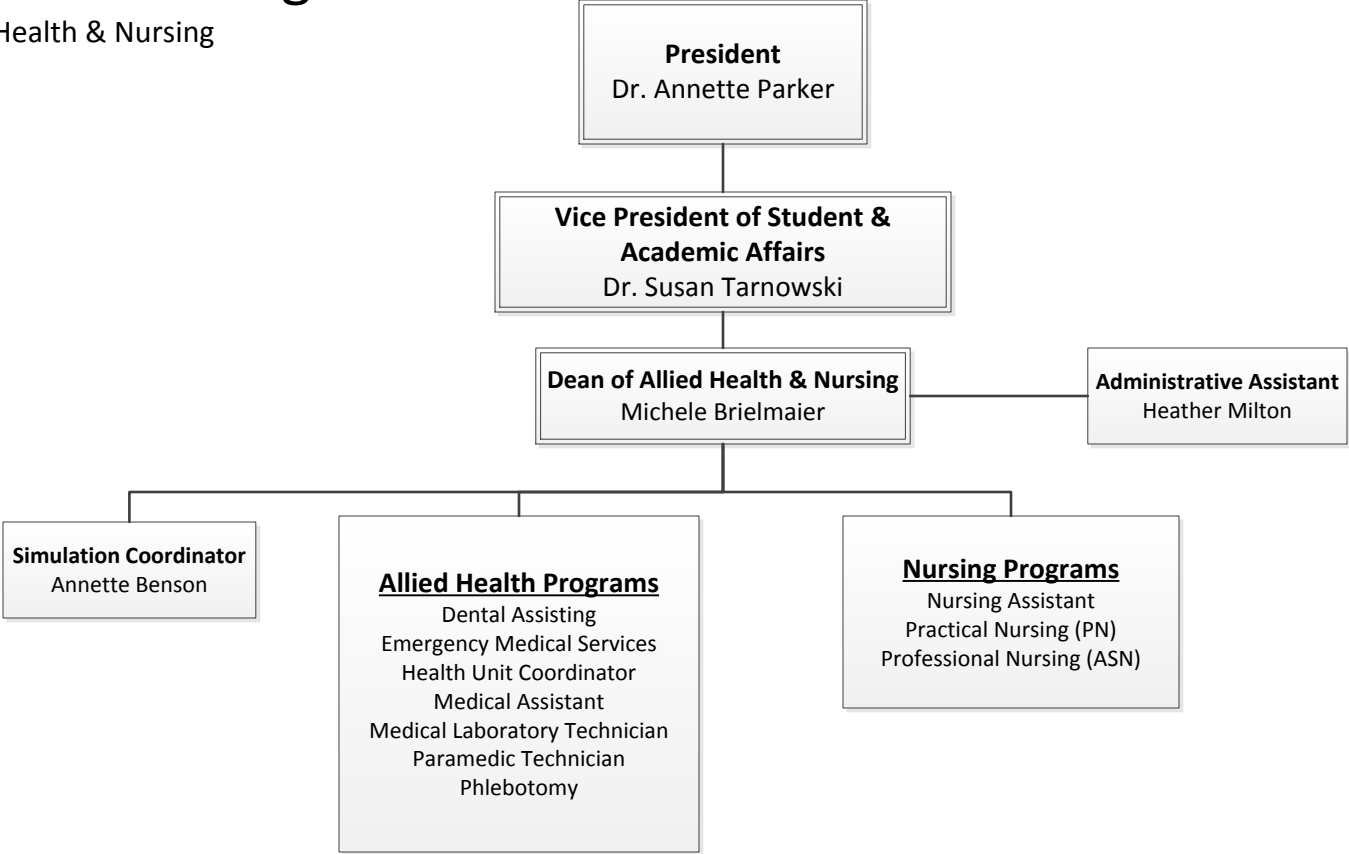 Health & Nursing
President
Dr. Annette Parker
Vice President of Student &
Academic Affairs
Dr. Susan Tarnowski
Dean of Allied Health & Nursing
Michele Brielmaier
Administrative Assistant
Heather Milton
Simulation Coordinator
Annette Benson
Allied Health Programs
Dental Assisting
Emergency Medical Services
Health Unit Coordinator
Medical Assistant
Medical Laboratory Technician
Paramedic Technician
Phlebotomy
Nursing Programs
Nursing Assistant
Practical Nursing (PN)
Professional Nursing (ASN)